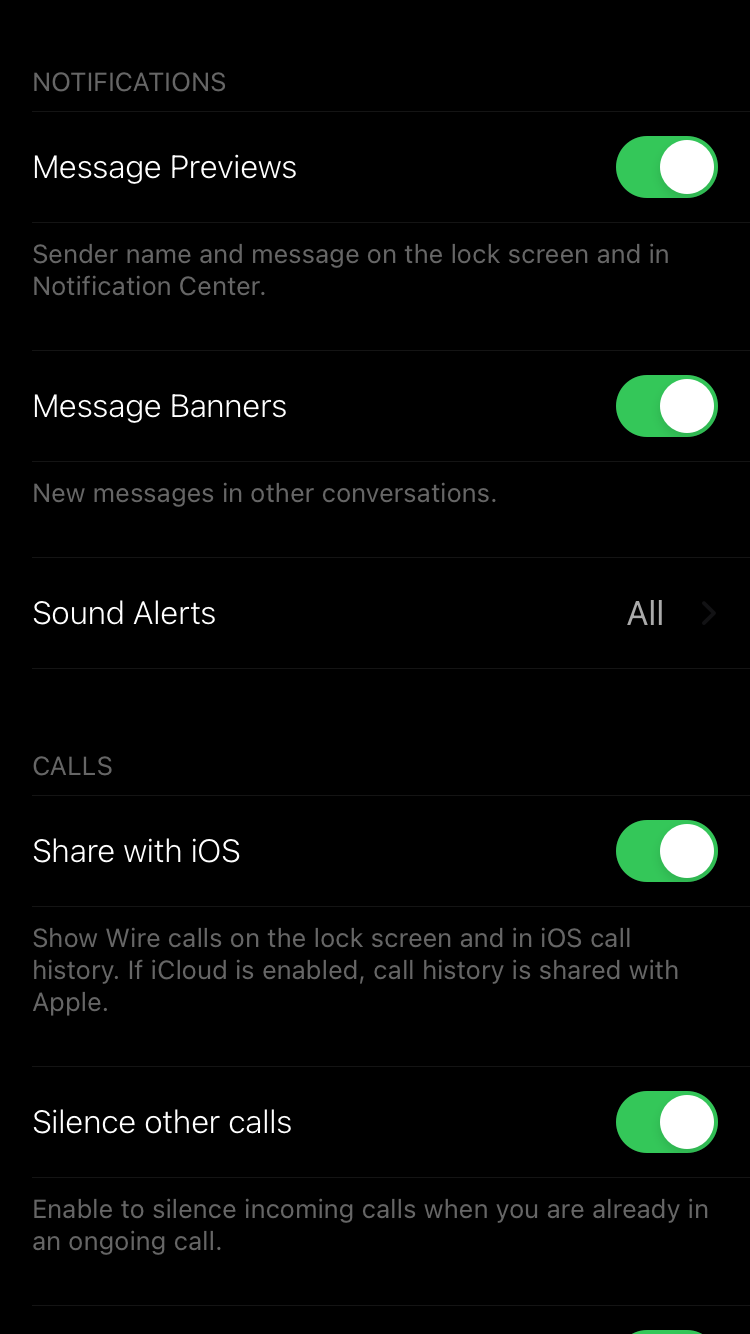 NOTIFICATIONS
Message Previews
Sender name and message on the lock screen and in
Notification Center.
Message Banners
New messages in other conversations.
Sound Alerts All
CALLS
Share with iOS
Show Wire calls on the lock screen and in iOS call
history. If iCloud is enabled, call history is shared with
Apple.
Silence other calls
Enable to silence incoming calls when you are already in
an ongoing call.